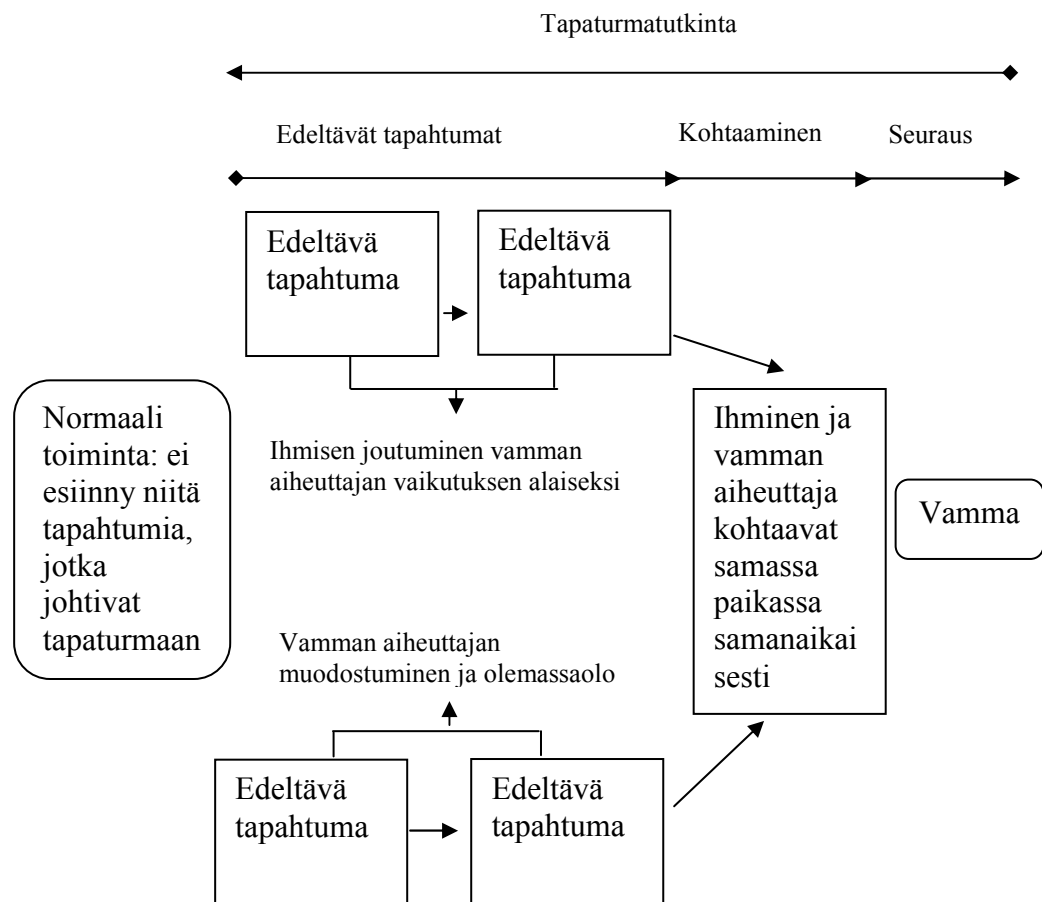 Tapaturmatutkinta
Edeltävät tapahtumat
Kohtaaminen
Seuraus
Edeltävä
tapahtuma
Edeltävä
tapahtuma
Ihmisen joutuminen vamman
aiheuttajan vaikutuksen alaiseksi
Normaali
toiminta: ei
esiinny niitä
tapahtumia,
jotka
johtivat
tapaturmaan
Ihminen ja
vamman
aiheuttaja
kohtaavat
samassa
paikassa
samanaikai
sesti
Vamma
Vamman aiheuttajan
muodostuminen ja olemassaolo
Edeltävä
tapahtuma
Edeltävä
tapahtuma